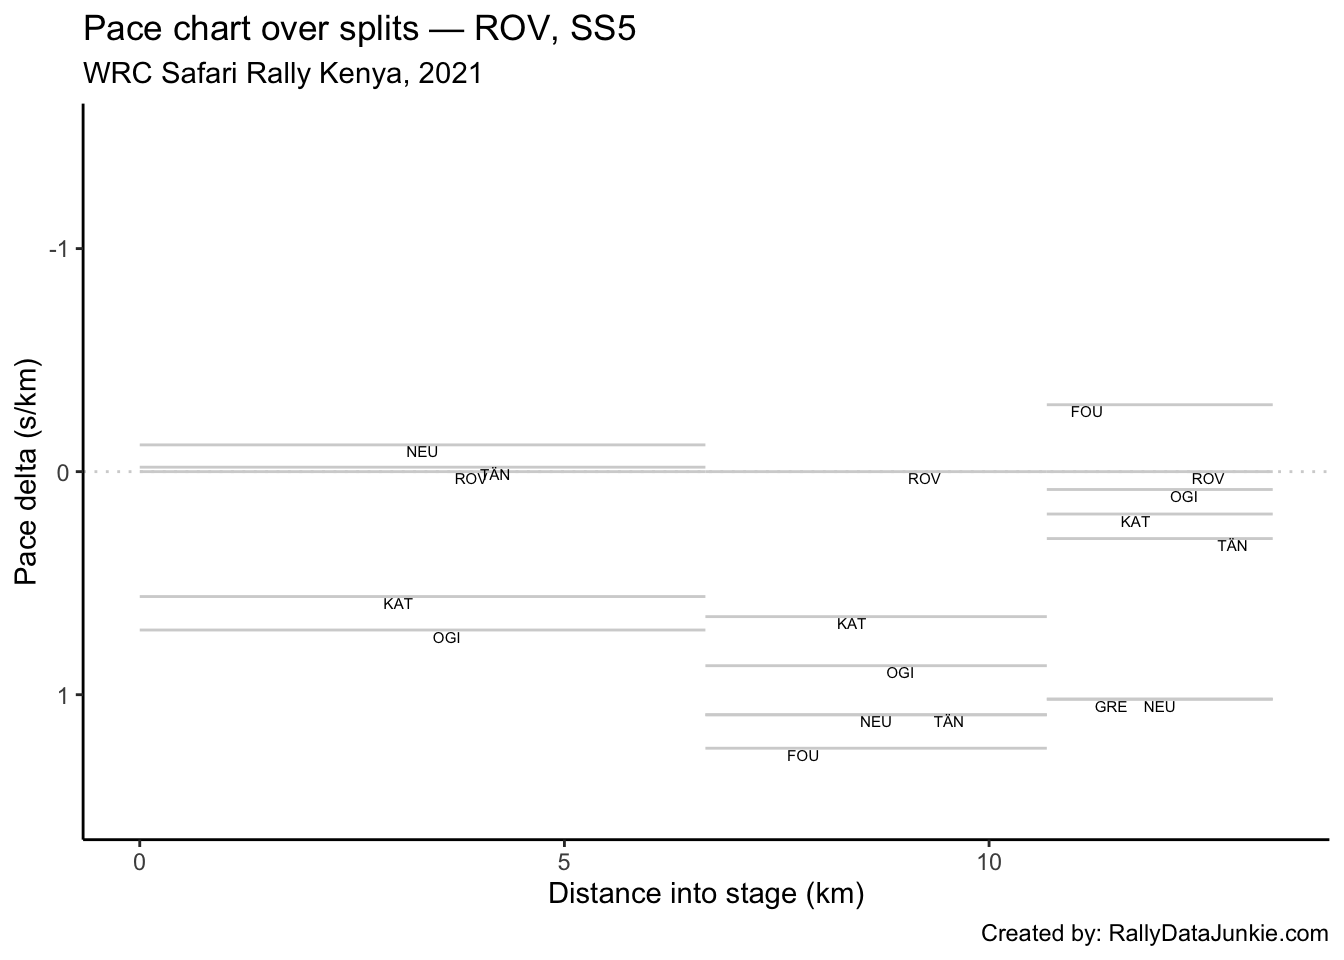 Pace chart over splits — ROV, SS5
WRC Safari Rally Kenya, 2021
Pace delta (s/km)
-1
0
1
FOU
NEU
ROV
TÄN
ROV
ROV
OGI
KAT
TÄN
KAT
OGI
KAT
OGI
GRE
NEU
NEU
TÄN
FOU
0
5
10
Distance into stage (km)
Created by: RallyDataJunkie.com